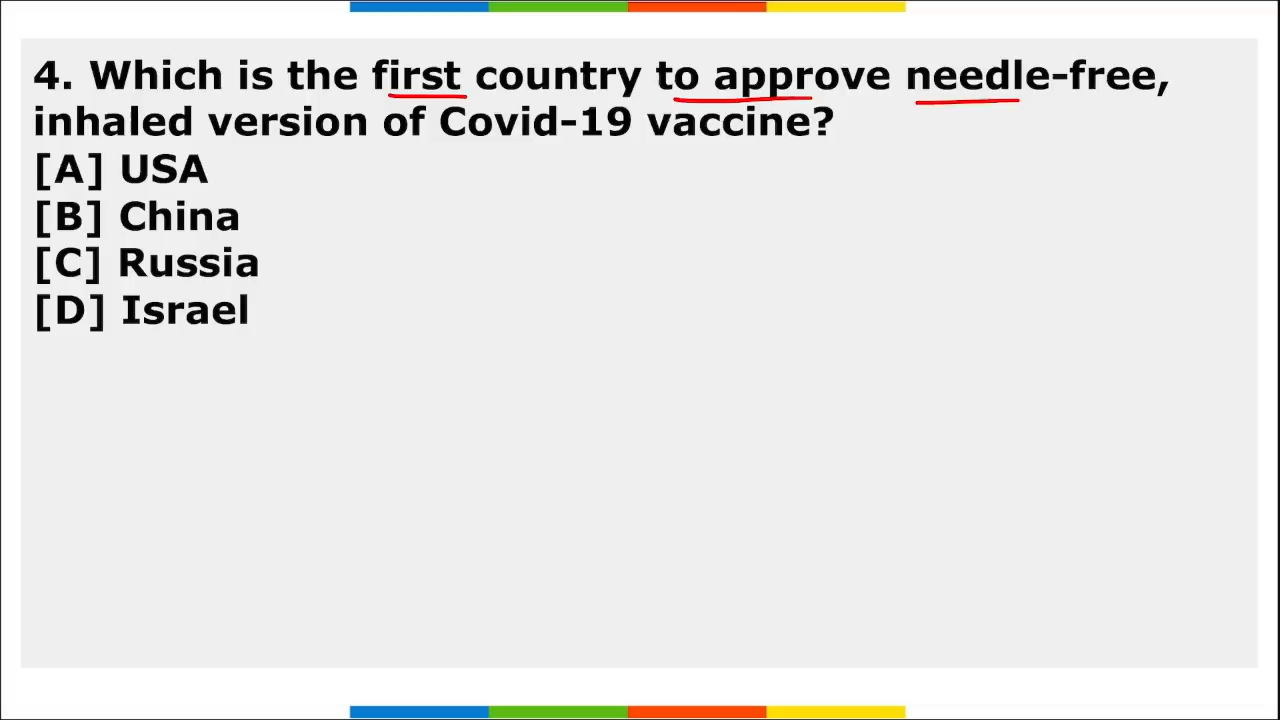 4. Which is the first country to approve needle-free,
inhaled version of Covid-19 vaccine?
[A] USA
[B] China
[C] Russia
[D] Israel